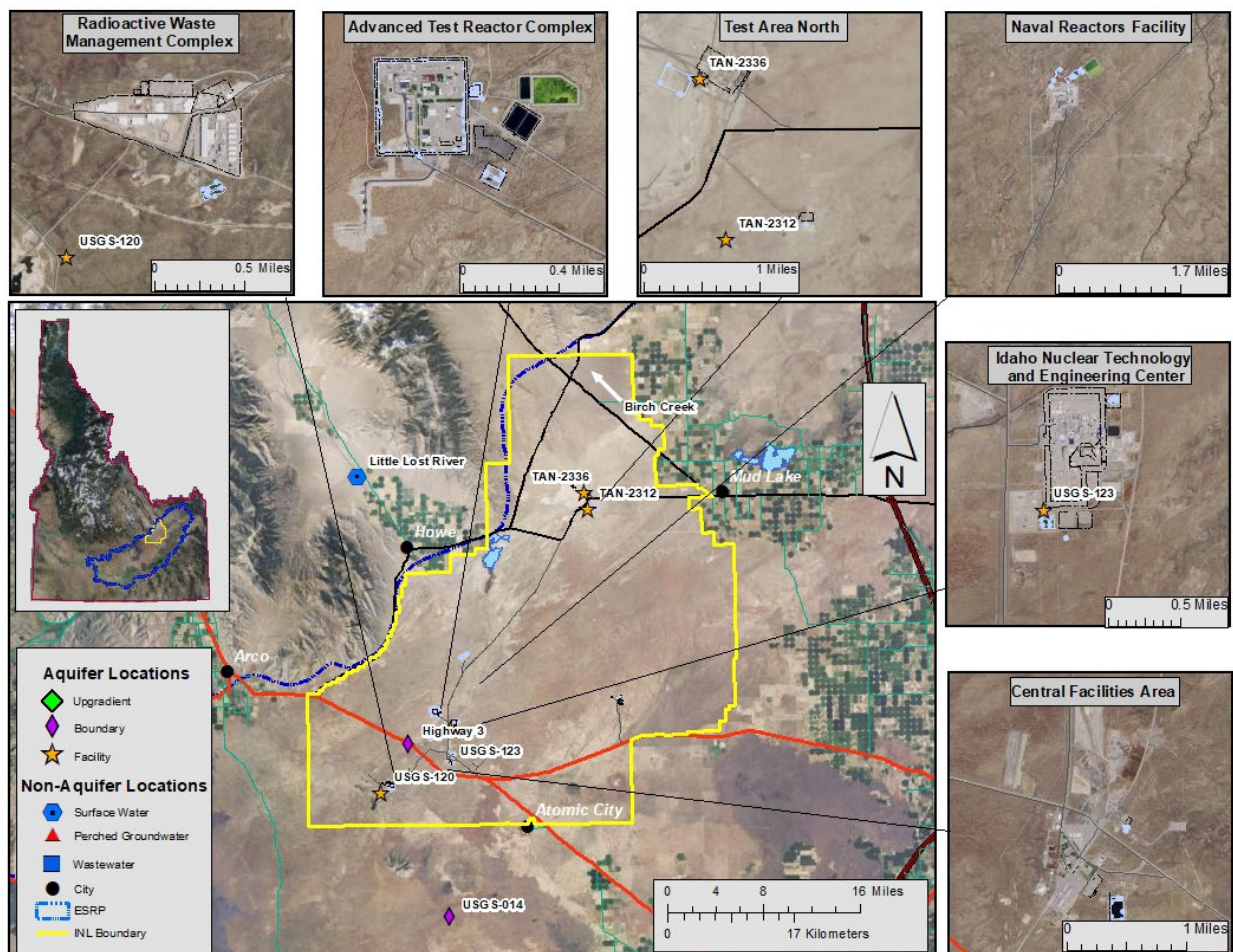 Radioactive Waste
Management Complex
USGS-120
0 0.5 Miles
Advanced Test Reactor Complex
0 0.4 Miles
Test Area North
TAN-2336
TAN-2312
0 1 Miles
Naval Reactors Facility
0 1.7 Miles
Birch Creek
N
Little Lost River
TAN-2336
TAN-2312
Mud Lake
Howe
Arco
Highway 3
USGS-123
USGS-120
Atomic City
USGS-014
Aquifer Locations
Upgradient
Boundary
Facility
Non-Aquifer Locations
Surface Water
Perched Groundwater
Wastewater
City
ESRP
INL Boundary
0 4 8 16 Miles
0 17 Kilometers
Idaho Nuclear Technology
and Engineering Center
USGS-123
0 0.5 Miles
Central Facilities Area
0 1 Miles